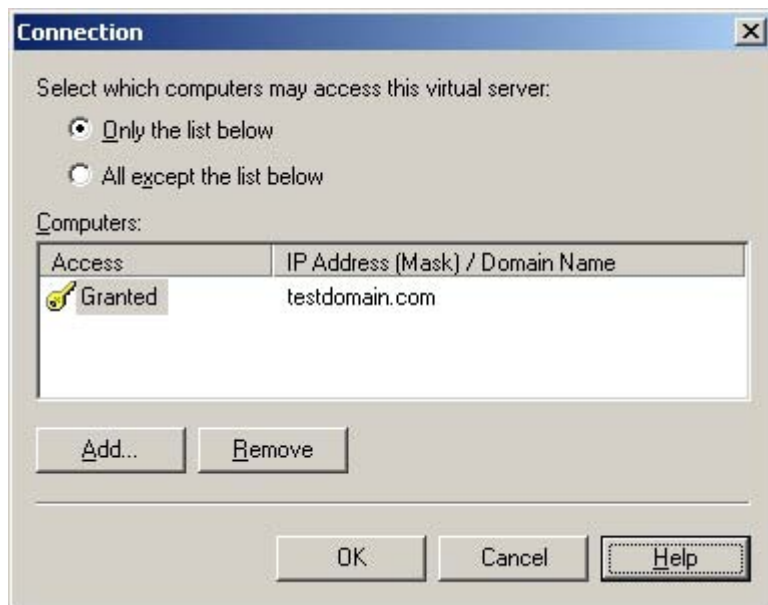 Connection
Select which computers may access this virtual server:
Only the list below
All except the list below
Computers:
Access IP Address (Mask) / Domain Name
Granted testdomain.com
Add... Remove
OK Cancel Help